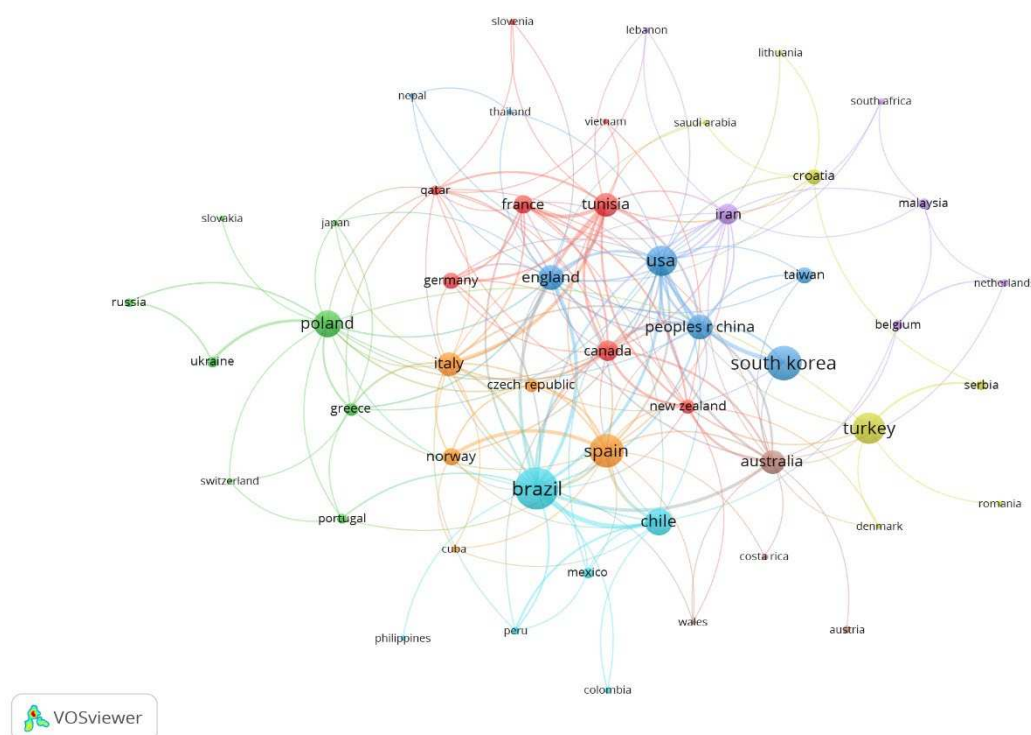 slovenia
lebanon
lithuania
nepal
thailand
vietnam
saudi arabia
south africa
qatar
france
tunisia
croatia
malaysia
slovakia
japan
iran
usa
germany
england
taiwan
netherland
russia
poland
peoples r china
belgium
ukraine
italy
canada
south korea
czech republic
serbia
greece
new zealand
turkey
norway
spain
australia
switzerland
brazil
portugal
chile
romania
denmark
cuba
costa rica
mexico
philippines
peru
wales
austria
colombia
VOSviewer